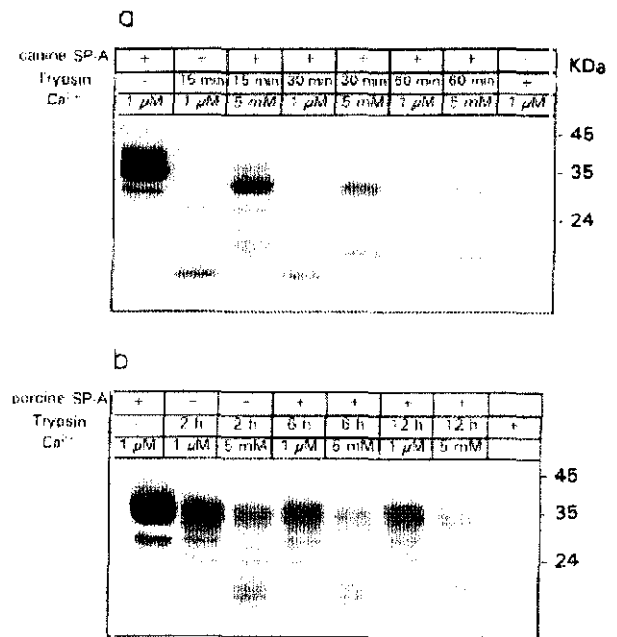 a
canine SP-A + + + + + + + -
Trypsin - 15 min 15 min 30 min 30 min 60 min 60 min +
Ca++ 1 μM 1 μM 5 mM 1 μM 5 mM 1 μM 5 mM 1 μM
KDa
45
35
24
b
porcine SP-A + + + +
Trypsin - 2 h 2 h 6 h 6 h 12 h 12 h +
Ca++ 1 μM 1 μM 5 mM 1 μM 5 mM 1 μM 5 mM
45
35
24